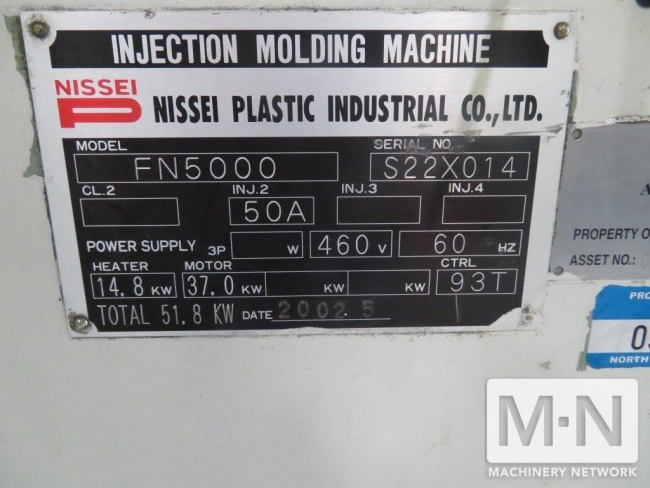 INJECTION MOLDING MACHINE
NISSEI
NISSEI PLASTIC INDUSTRIAL CO.,LTD.
MODEL SERIAL NO.
FN5000 S22X014
CL.2 INJ.2 INJ.3 INJ.4
50A
POWER SUPPLY 3P W 460 V 60 HZ
HEATER MOTOR CTRL
14.8 KW 37.0 KW KW KW 93T
TOTAL 51.8 KW DATE 2002.5
PROPERTY O
ASSET NO.:
PRO
NORTH
M·N
MACHINERY NETWORK